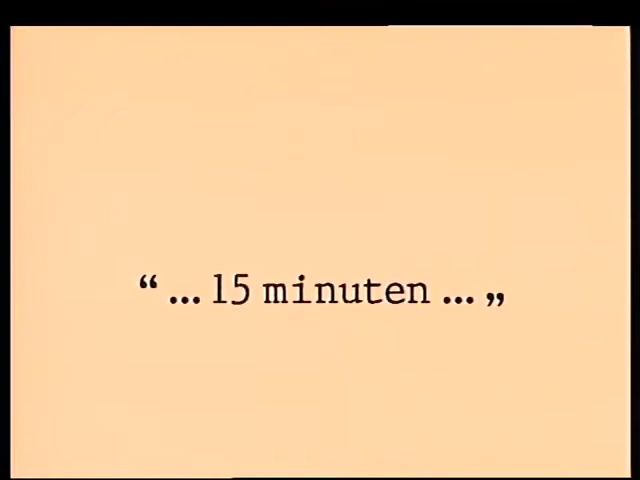 “ ... 15 minuten ... „